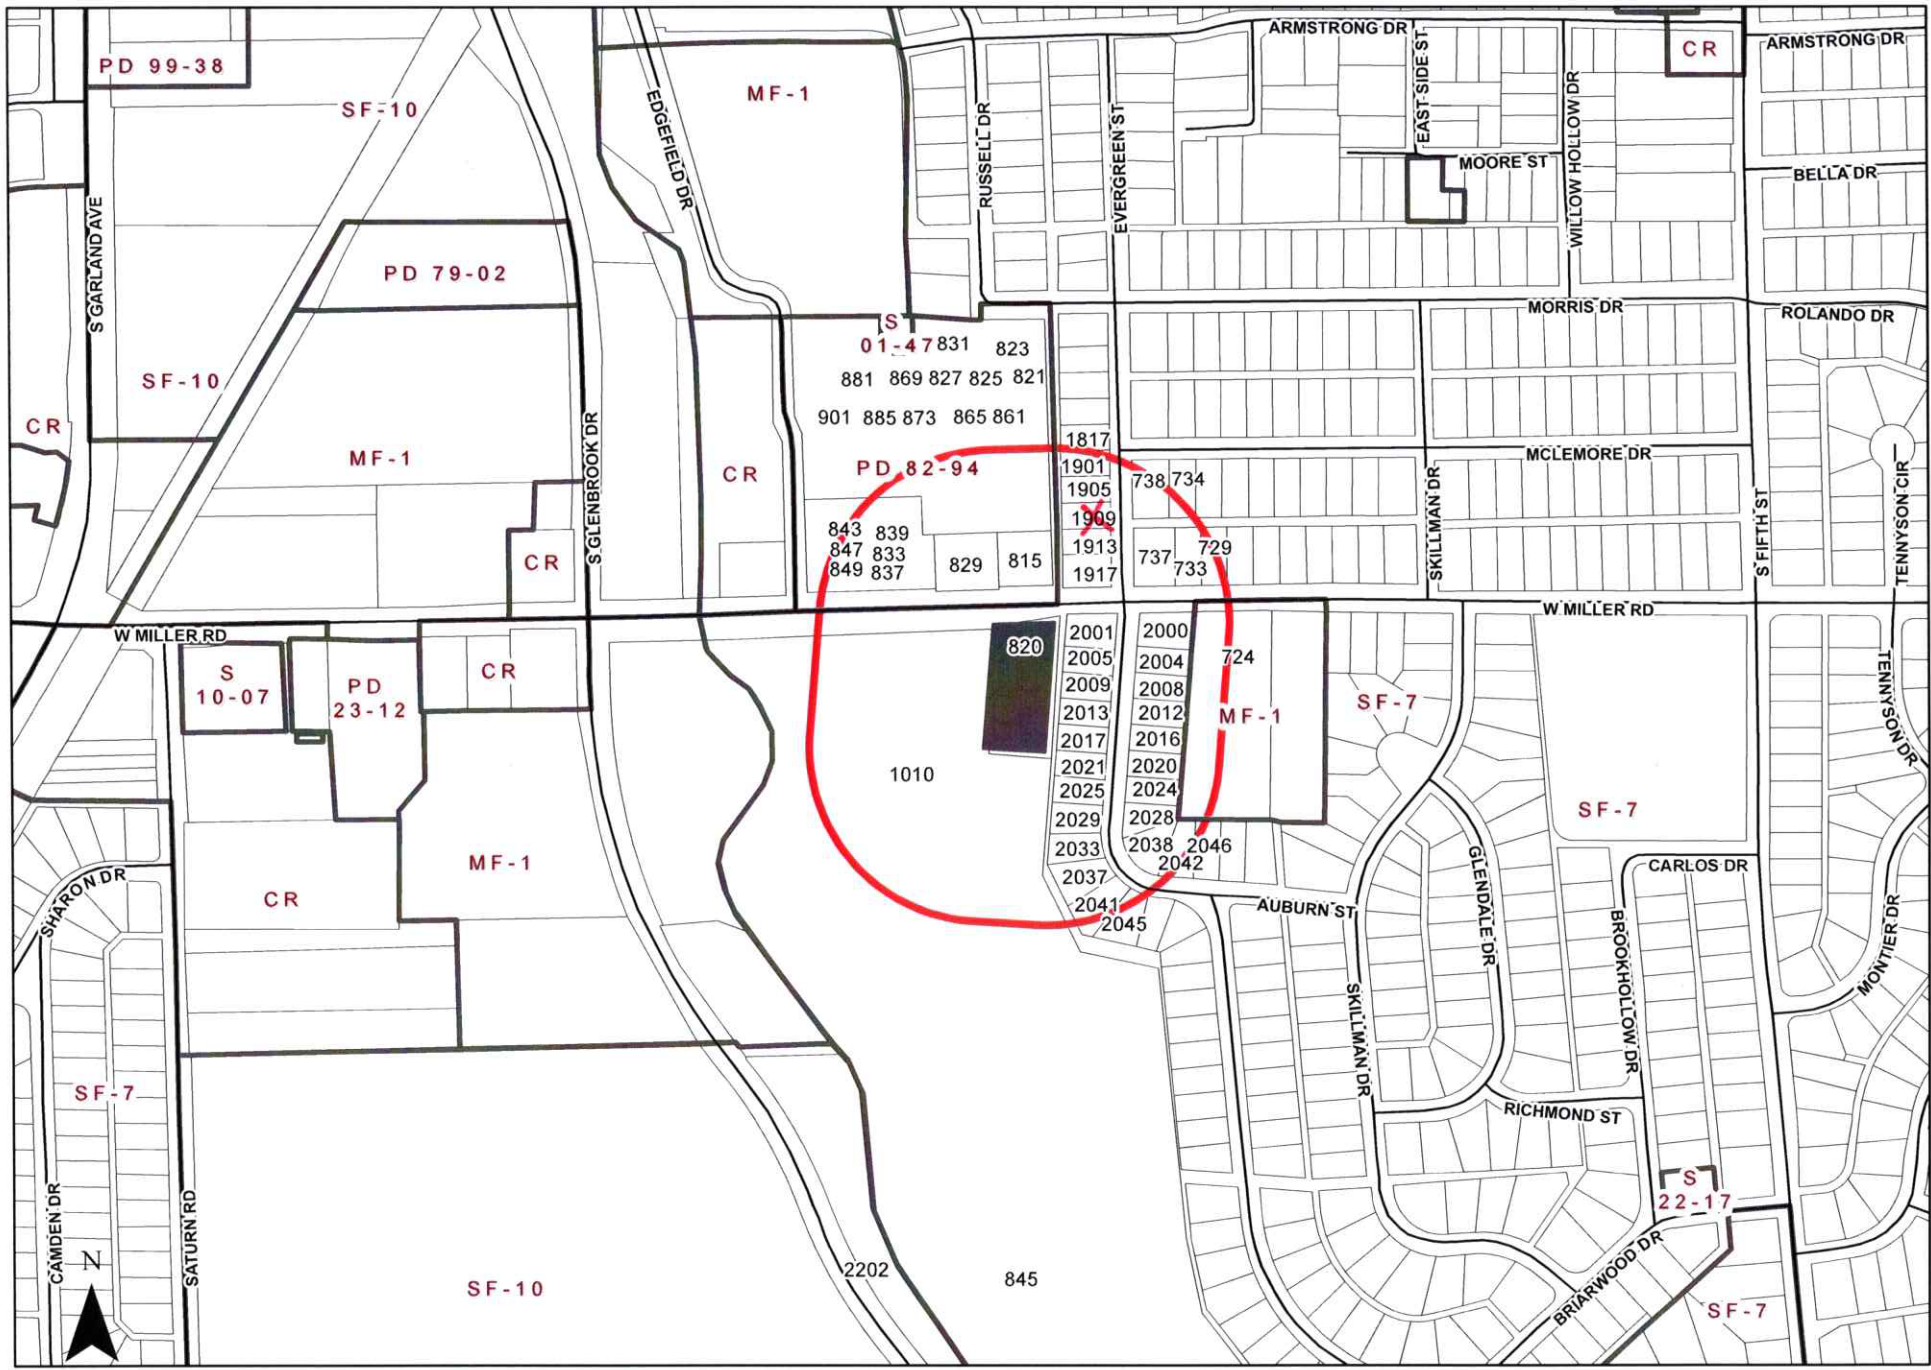 ARMSTRONG DR
CR
ARMSTRONG DR
PD 99-38
SF-10
EDGEFIELD DR
MF-1
RUSSELL DR
EVERGREEN ST
EAST SIDE ST
MOORE ST
WILLOW HOLLOW DR
BELLA DR
S GARLAND AVE
PD 79-02
MORRIS DR
ROLANDO DR
S
01-47
831
823
881
869
827
825
821
901
885
873
865
861
SF-10
CR
MF-1
S GLENBROOK DR
CR
PD 82-94
1817
1901
1905
1909
1913
1917
738
734
MCLEMORE DR
SKILLMAN DR
S FIFTH ST
TENNYSON CIR
843
839
847
833
849
837
829
815
737
733
729
CR
W MILLER RD
W MILLER RD
S
10-07
PD
23-12
CR
820
2001
2005
2009
2013
2017
2021
2025
2029
2033
2037
2041
2045
2000
2004
2008
2012
2016
2020
2024
2028
2038
2046
2042
724
MF-1
SF-7
SF-7
TENNYSON DR
1010
CR
MF-1
SHARON DR
AUBURN ST
GLENDALE DR
CARLOS DR
BROOKHOLLOW DR
MONTIER DR
SKILLMAN DR
RICHMOND ST
SF-7
CAMDEN DR
SATURN RD
N
SF-10
2202
845
S
22-17
BRIARWOOD DR
SF-7